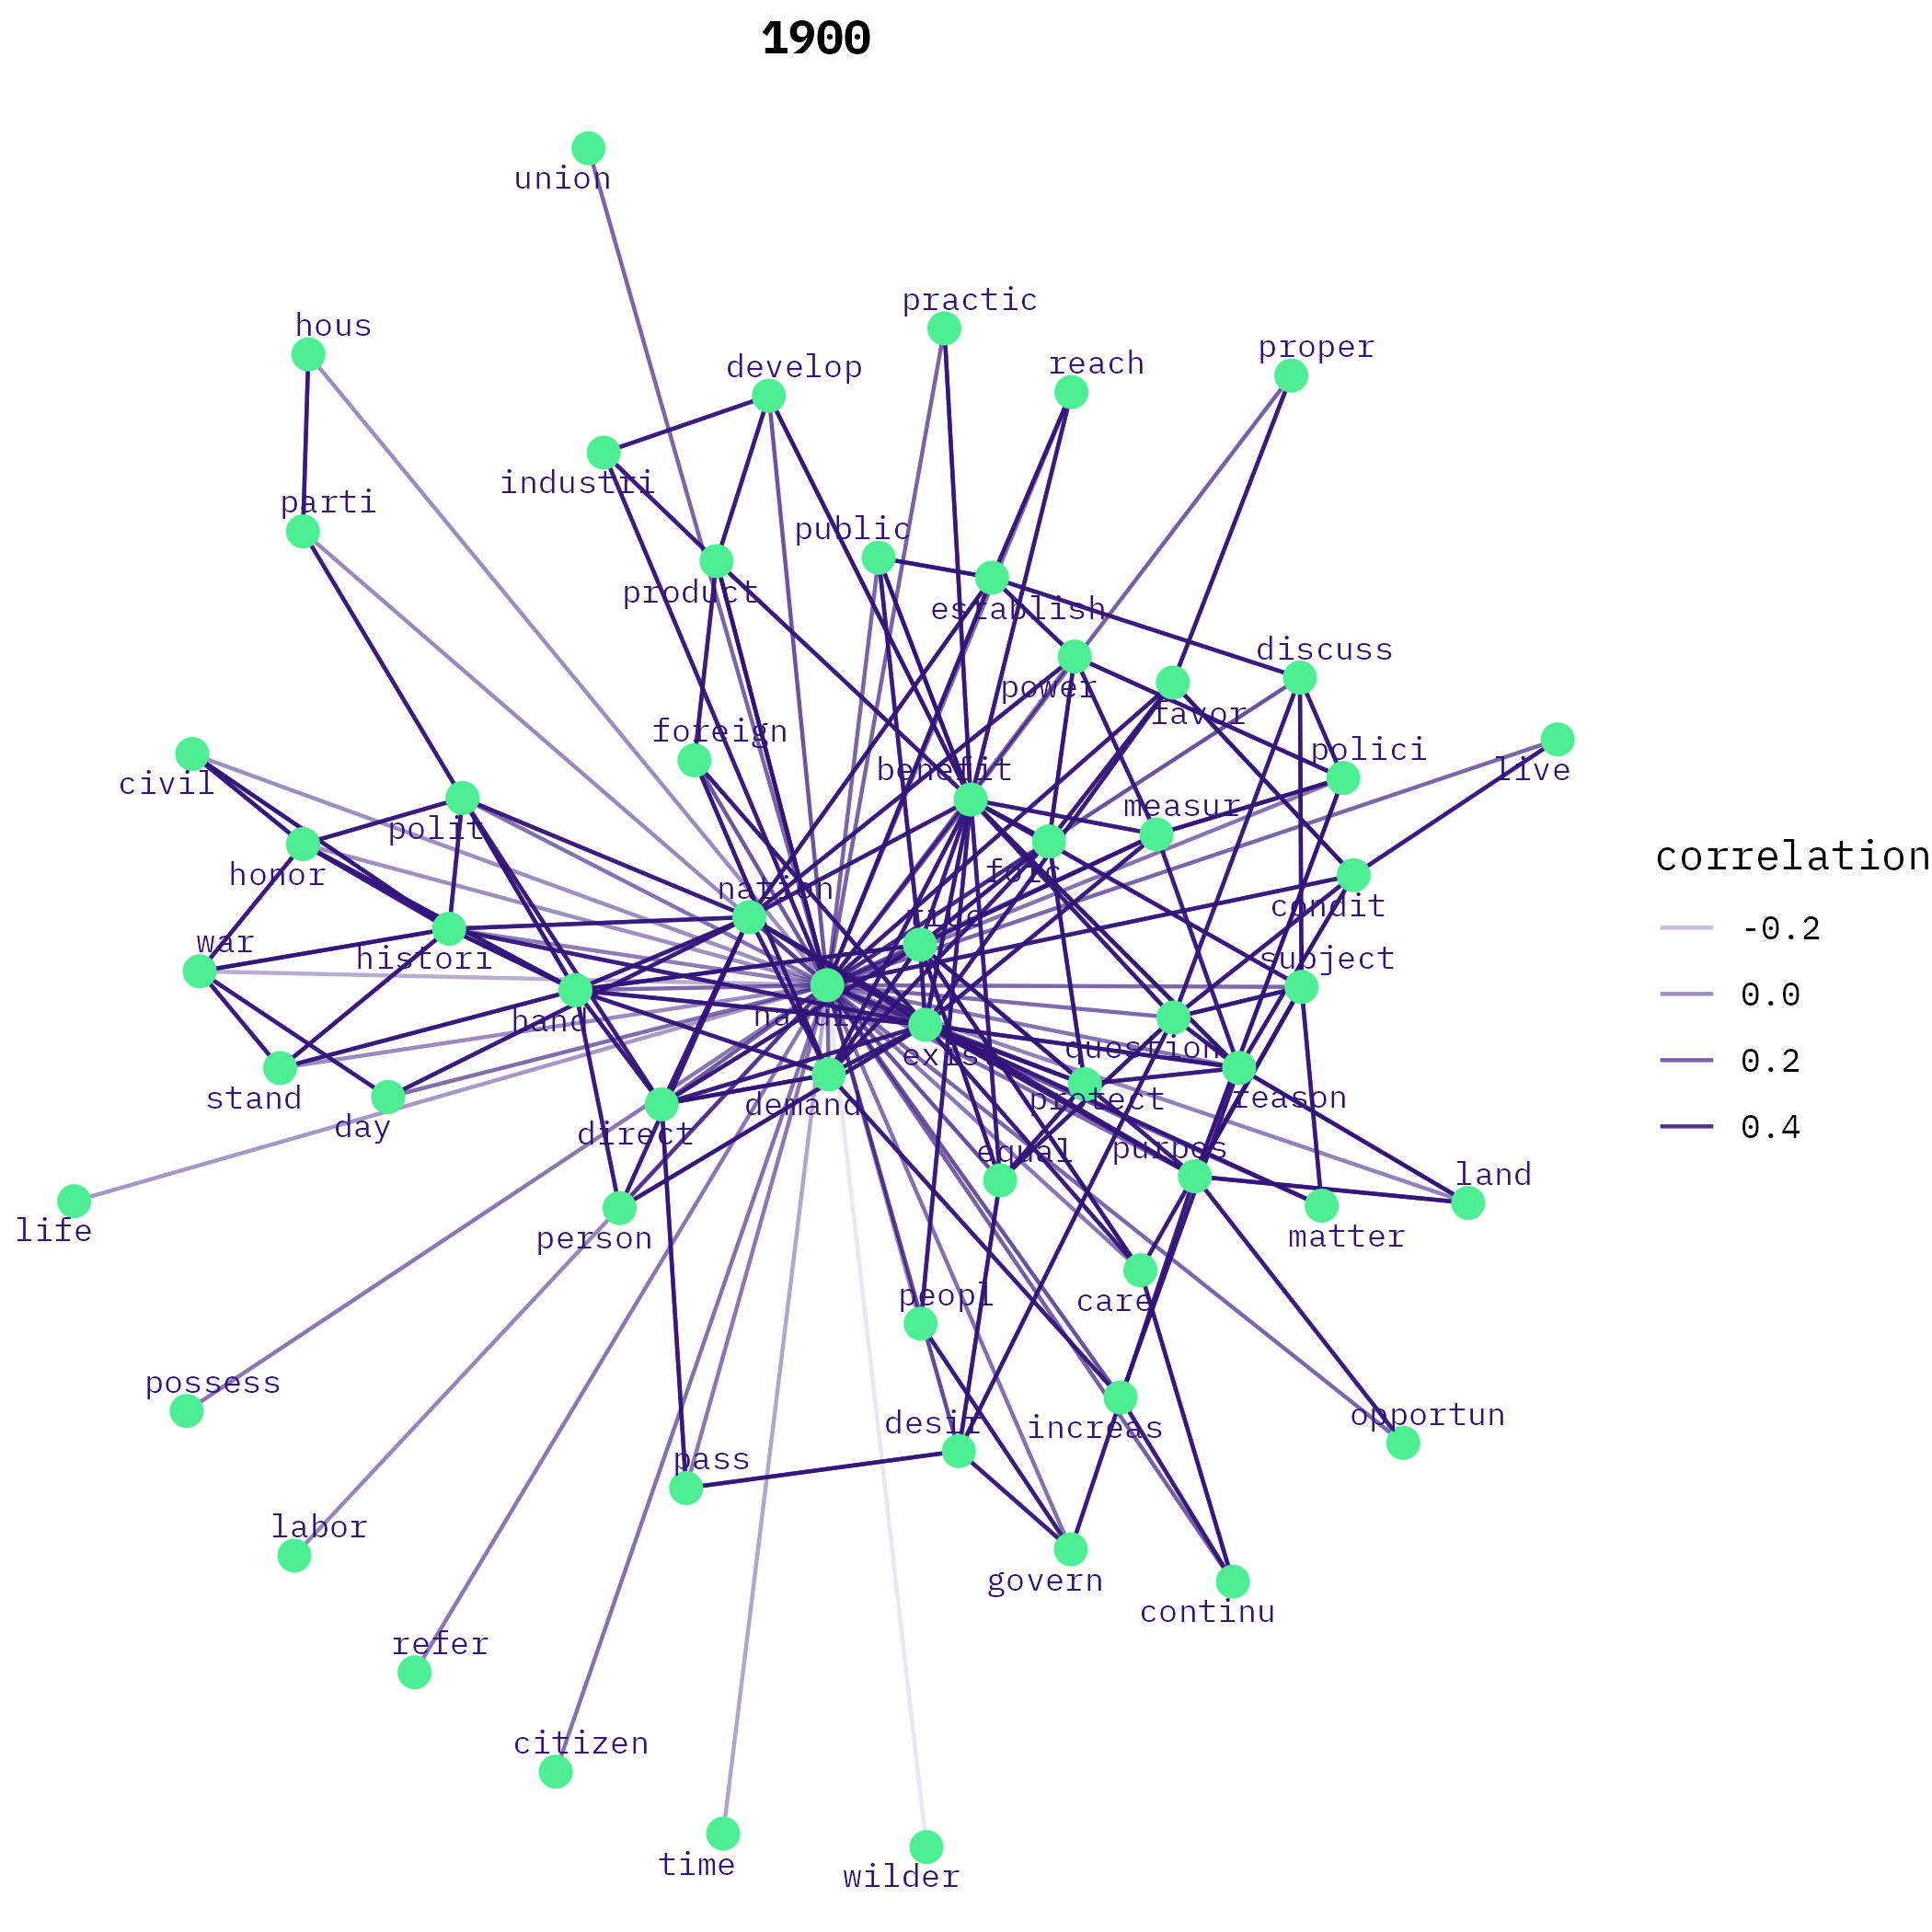 1900
union
practic
hous
proper
reach
develop
industri
parti
public
product
establish
discuss
power
favor
foreign
polici
benefit
live
civil
measur
polit
forc
honor
nation
condit
war
histori
subject
hand
question
exist
stand
demand
protect
reason
day
direct
equal
purpos
land
life
person
matter
peopl
care
possess
desir
increas
opportun
pass
labor
govern
continu
refer
citizen
time
wilder
correlation
-0.2
0.0
0.2
0.4